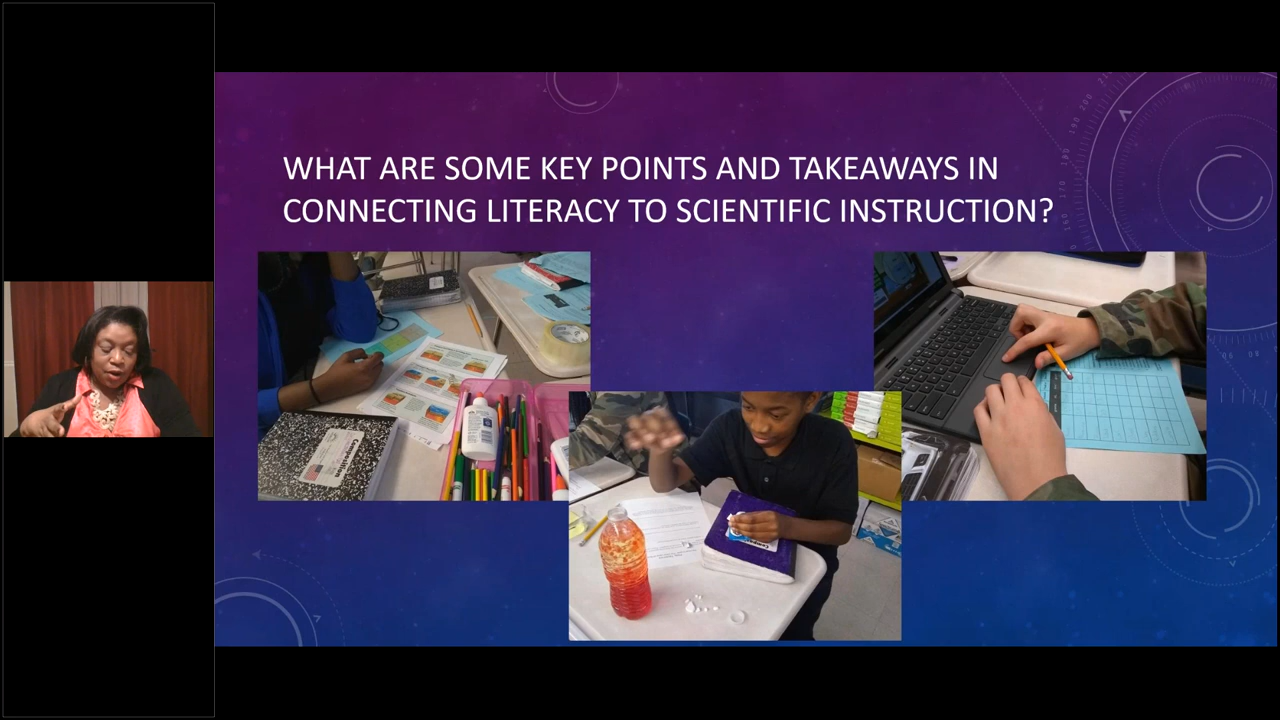 WHAT ARE SOME KEY POINTS AND TAKEAWAYS IN
CONNECTING LITERACY TO SCIENTIFIC INSTRUCTION?
Composition